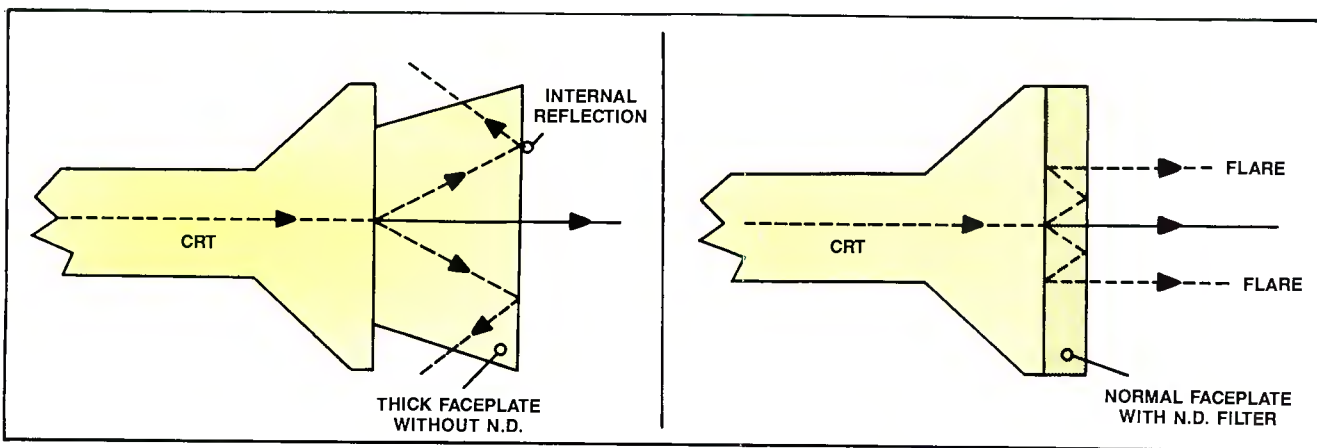 INTERNAL
REFLECTION
CRT
THICK FACEPLATE
WITHOUT N.D.
FLARE
CRT
FLARE
NORMAL FACEPLATE
WITH N.D. FILTER